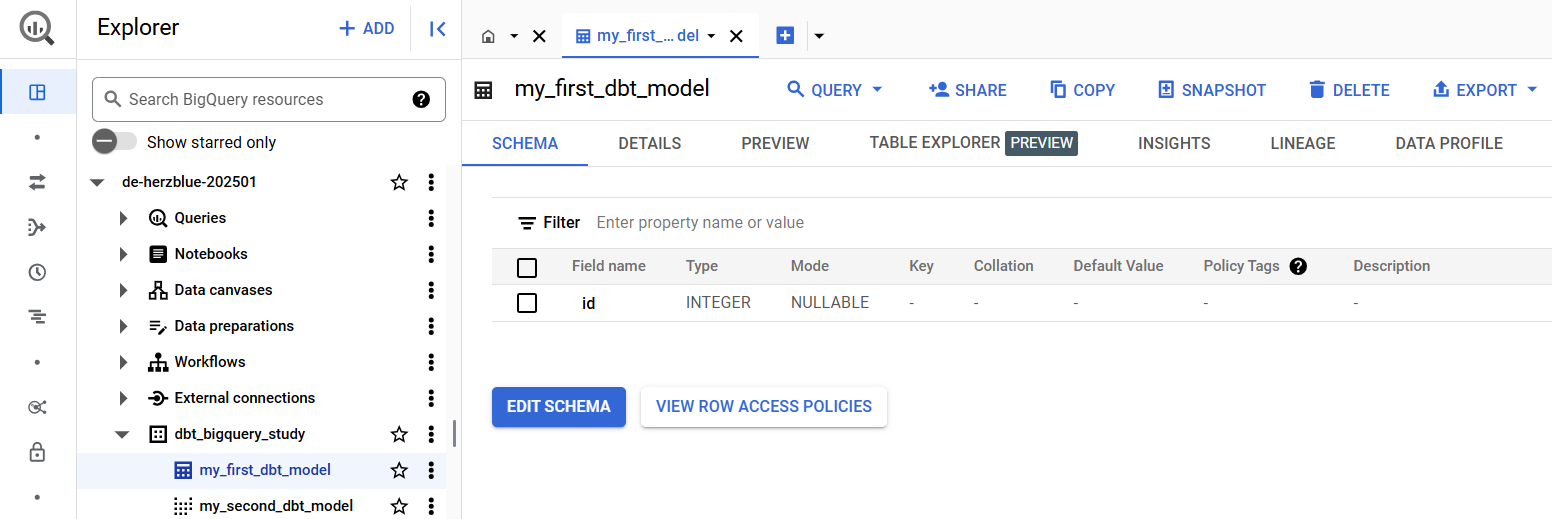 Explorer
ADD
Search BigQuery resources
Show starred only
de-herzblue-202501
Queries
Notebooks
Data canvases
Data preparations
Workflows
External connections
dbt_bigquery_study
my_first_dbt_model
my_second_dbt_model
my_first_... del
my_first_dbt_model
QUERY
SHARE
COPY
SNAPSHOT
DELETE
EXPORT
SCHEMA DETAILS PREVIEW TABLE EXPLORER PREVIEW INSIGHTS LINEAGE DATA PROFILE
Filter Enter property name or value
Field name Type Mode Key Collation Default Value Policy Tags Description
id INTEGER NULLABLE - - - - -
EDIT SCHEMA VIEW ROW ACCESS POLICIES